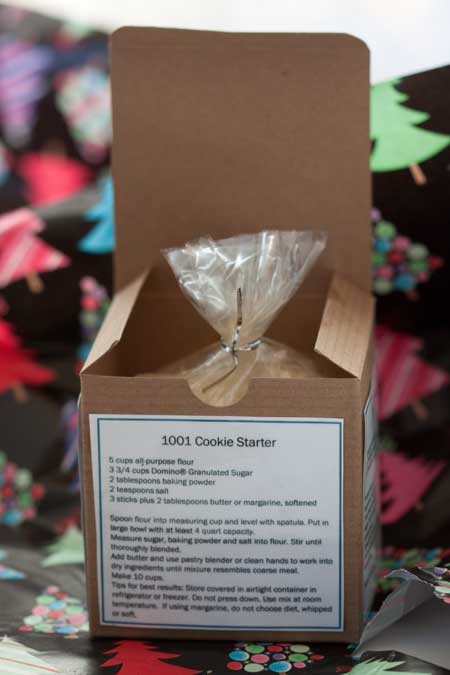 1001 Cookie Starter
5 cups all-purpose flour
3 3/4 cups Domino® Granulated Sugar
2 tablespoons baking powder
2 teaspoons salt
3 sticks plus 2 tablespoons butter or margarine, softened
Spoon flour into measuring cup and level with spatula. Put in
large bowl with at least 4 quart capacity.
Measure sugar, baking powder and salt into flour. Stir until
thoroughly blended.
Add butter and use pastry blender or clean hands to work into
dry ingredients until mixture resembles coarse meal.
Make 10 cups.
Tips for best results: Store covered in airtight container in
refrigerator or freezer. Do not press down. Use mix at room
temperature. If using margarine, do not choose diet, whipped
or soft.